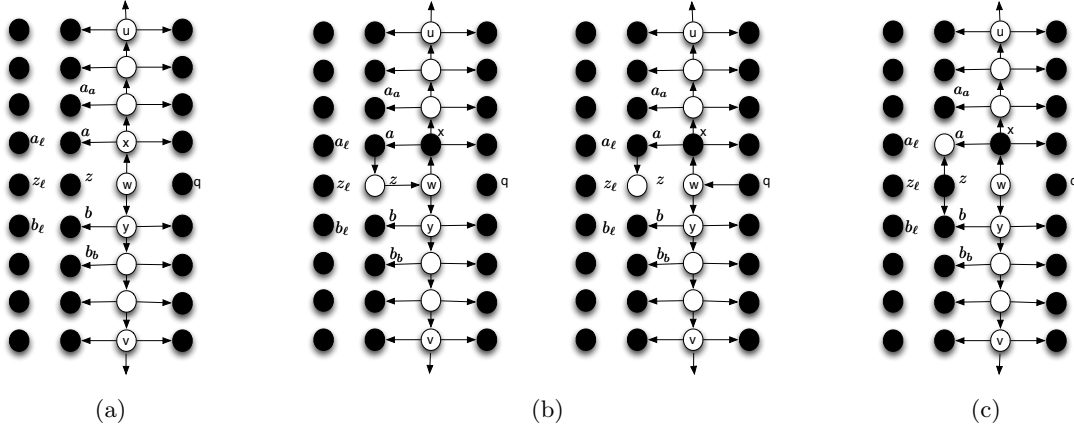 u u u u
a_a a_a a_a a_a
x x x
a_ℓ a x a_ℓ a a_ℓ a a_ℓ a
z_ℓ z w q z_ℓ z w q z_ℓ z w q z_ℓ z w q
b_ℓ b y b_ℓ b y b_ℓ b y b_ℓ b y
b_b b_b b_b b_b
v v v v
(a) (b) (c)